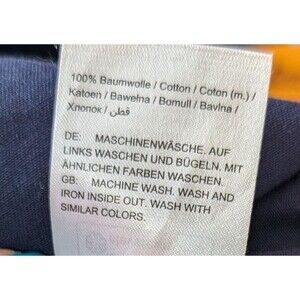 100% Baumwolle / Cotton / Coton (m.) /
Katoen / Bawełna / Bomull / Bavlna /
Хлопок / قطن
DE: MASCHINENWÄSCHE. AUF
LINKS WASCHEN UND BÜGELN. MIT
ÄHNLICHEN FARBEN WASCHEN.
GB: MACHINE WASH. WASH AND
IRON INSIDE OUT. WASH WITH
SIMILAR COLORS.